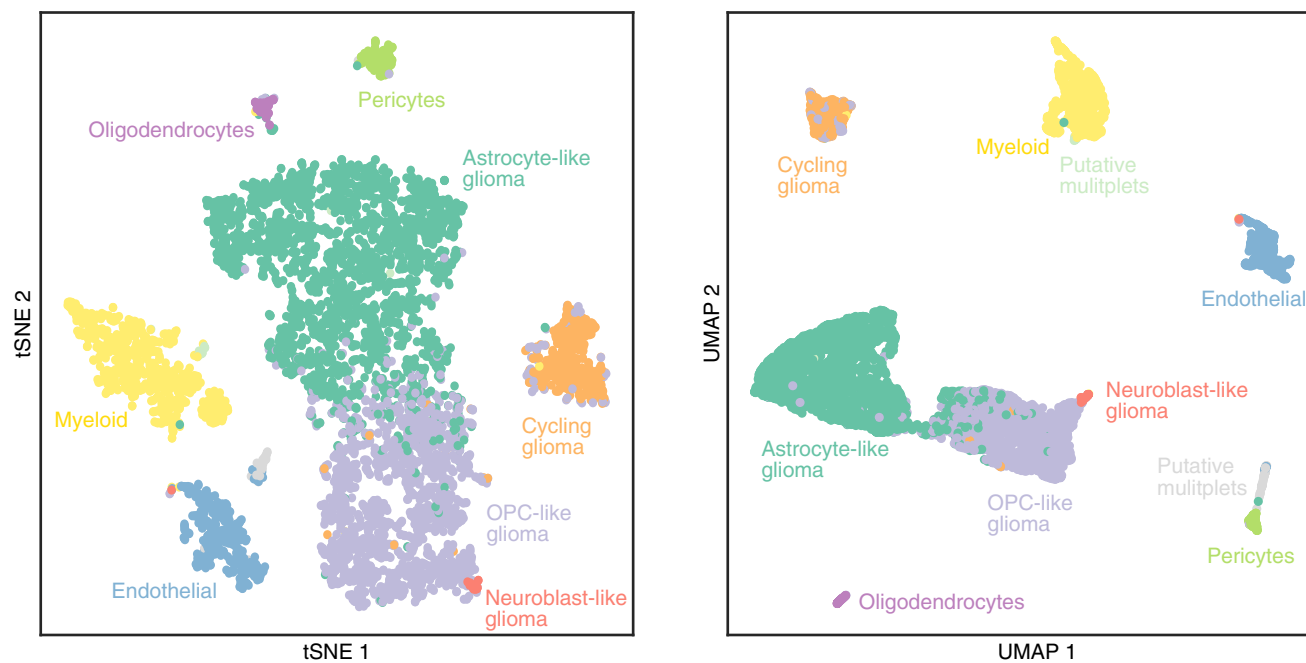 Pericytes
Oligodendrocytes
Astrocyte-like
glioma
Myeloid
Cycling
glioma
OPC-like
glioma
Endothelial
Neuroblast-like
glioma
tSNE 2
tSNE 1
Cycling
glioma
Myeloid
Putative
mulitplets
Endothelial
Neuroblast-like
glioma
Astrocyte-like
glioma
Putative
mulitplets
OPC-like
glioma
Pericytes
Oligodendrocytes
UMAP 2
UMAP 1